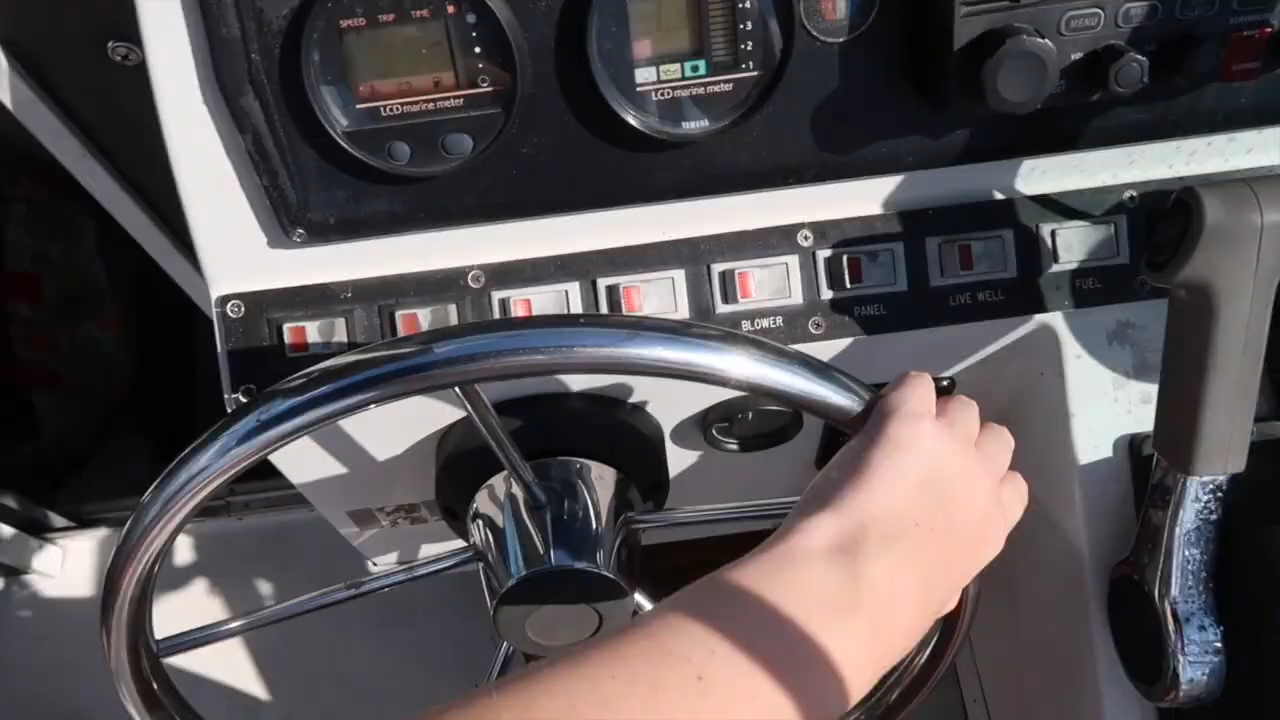 SPEED TRIP TIME
LCD marine meter
4
3
2
1
LCD marine meter
YAMAHA
MENU
VOL
BLOWER
PANEL
LIVE WELL
FUEL